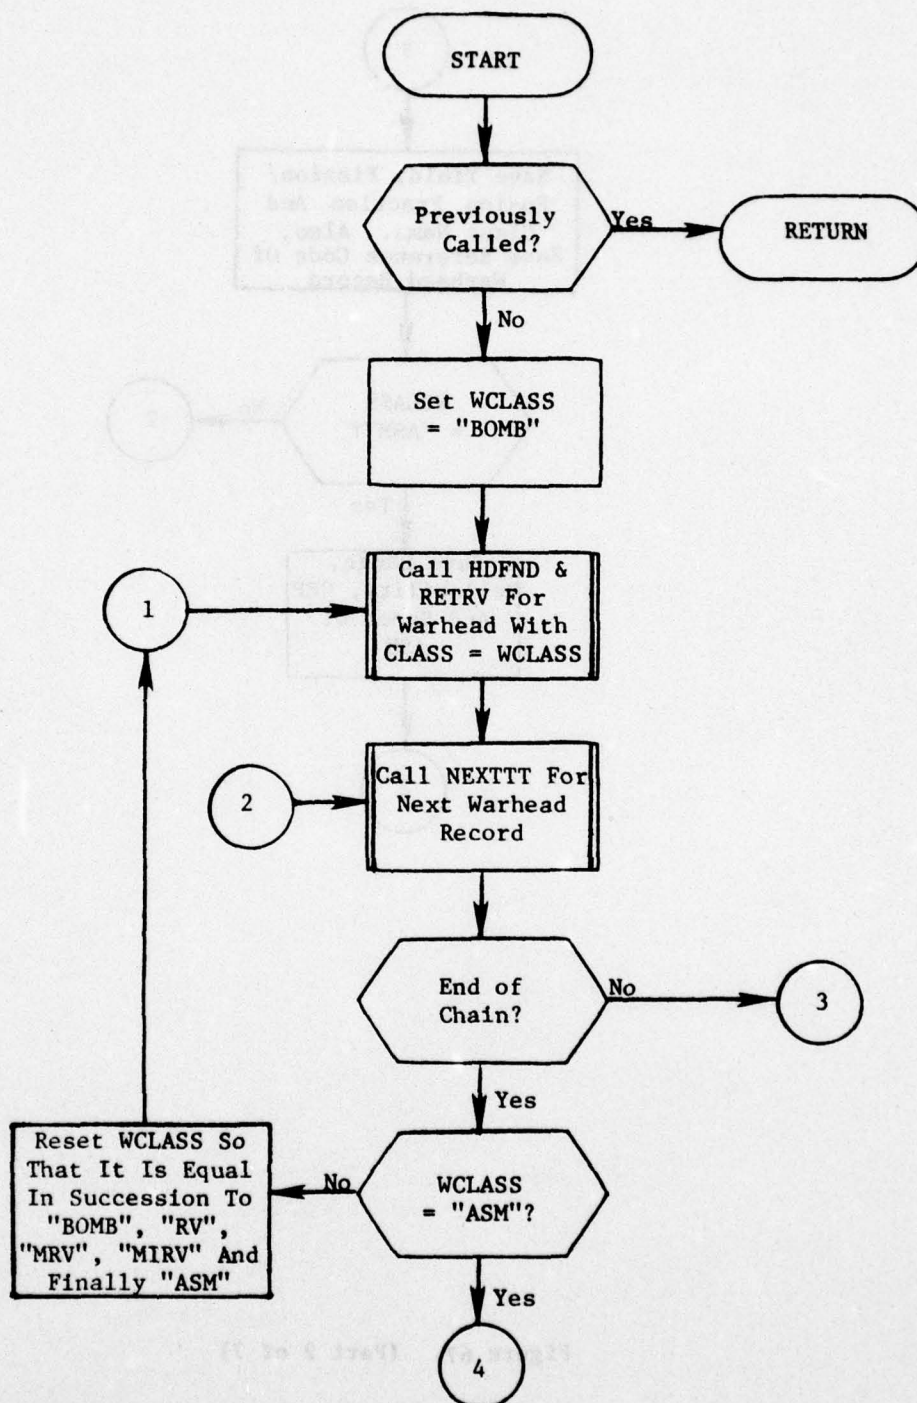 START
Previously
Called?
Yes
RETURN
No
Set WCLASS
= "BOMB"
1
Call HDFND &
RETRV For
Warhead With
CLASS = WCLASS
2
Call NEXTTT For
Next Warhead
Record
End of
Chain?
No
3
Yes
WCLASS
= "ASM"?
No
Reset WCLASS So
That It Is Equal
In Succession To
"BOMB", "RV",
"MRV", "MIRV" And
Finally "ASM"
Yes
4